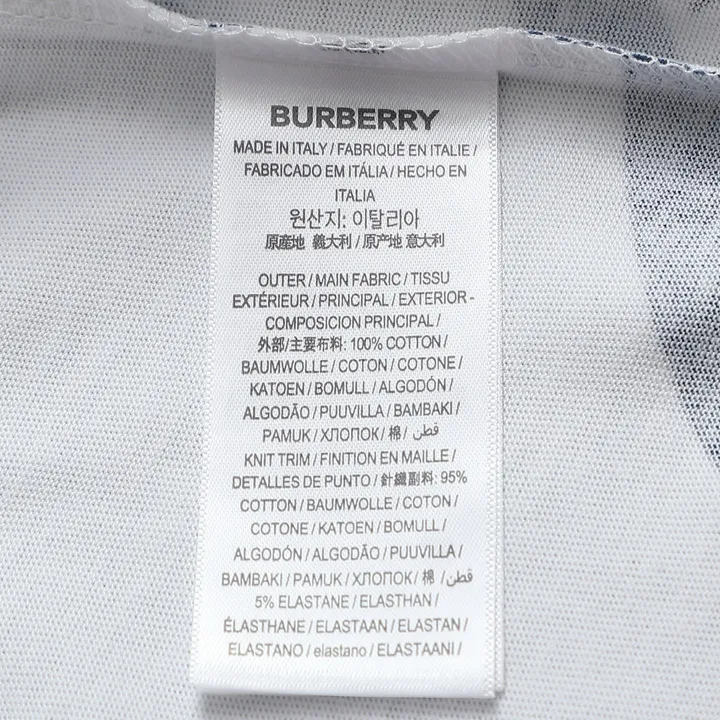 BURBERRY
MADE IN ITALY / FABRIQUÉ EN ITALIE /
FABRICADO EM ITÁLIA / HECHO EN
ITALIA
원산지: 이탈리아
原産地 義大利 / 原产地 意大利
OUTER / MAIN FABRIC / TISSU
EXTÉRIEUR / PRINCIPAL / EXTERIOR -
COMPOSICION PRINCIPAL /
外部/主要布料: 100% COTTON /
BAUMWOLLE / COTON / COTONE /
KATOEN / BOMULL / ALGODÓN /
ALGODÃO / PUUVILLA / BAMBAKI /
PAMUK / ХЛОПОК / 棉 / قطن /
KNIT TRIM / FINITION EN MAILLE /
DETALLES DE PUNTO / 針織副料: 95%
COTTON / BAUMWOLLE / COTON /
COTONE / KATOEN / BOMULL /
ALGODÓN / ALGODÃO / PUUVILLA /
BAMBAKI / PAMUK / ХЛОПОК / 棉 / قطن /
5% ELASTANE / ELASTHAN /
ÉLASTHANE / ELASTAAN / ELASTAN /
ELASTANO / elastano / ELASTAANI /